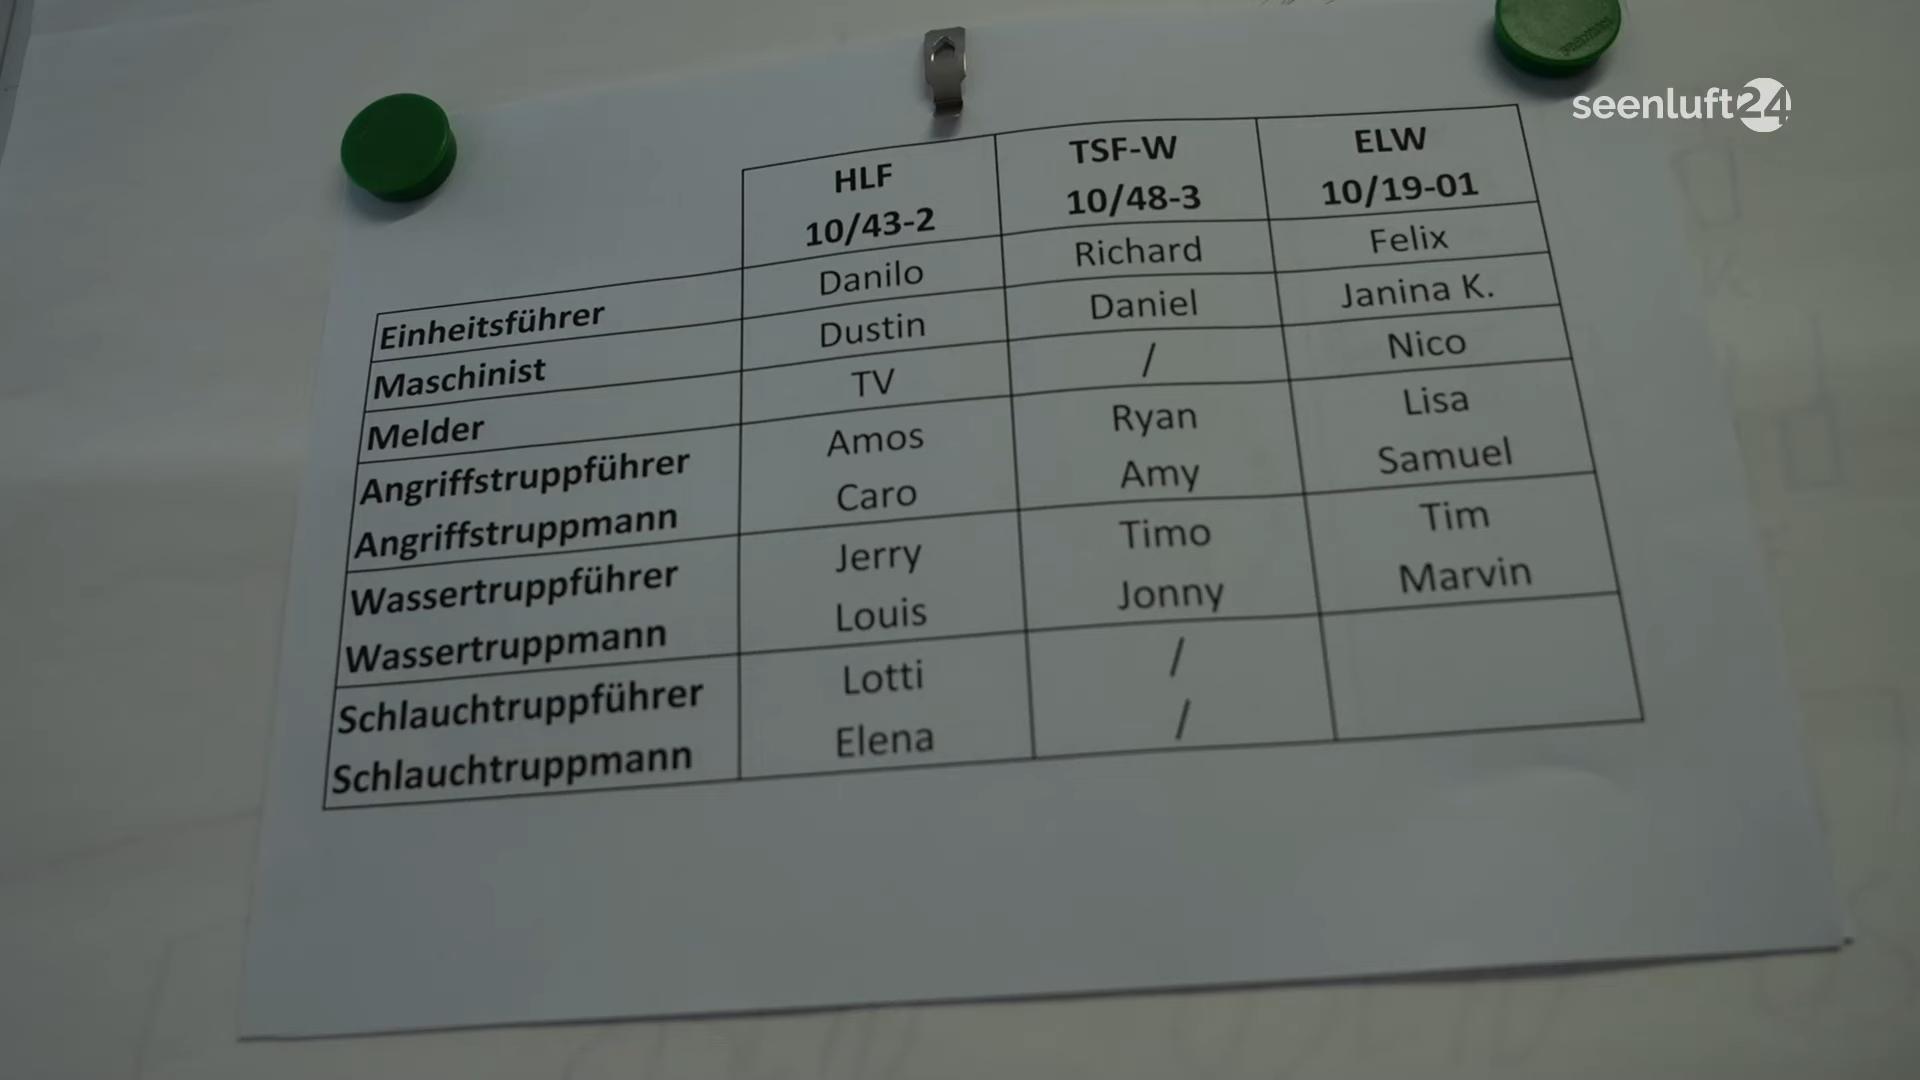 seenluft24
HLF TSF-W ELW
10/43-2 10/48-3 10/19-01
Einheitsführer Danilo Richard Felix
Maschinist Dustin Daniel Janina K.
Melder TV / Nico
Angriffstruppführer Amos Ryan Lisa
Angriffstruppmann Caro Amy Samuel
Wassertruppführer Jerry Timo Tim
Wassertruppmann Louis Jonny Marvin
Schlauchtruppführer Lotti /
Schlauchtruppmann Elena /